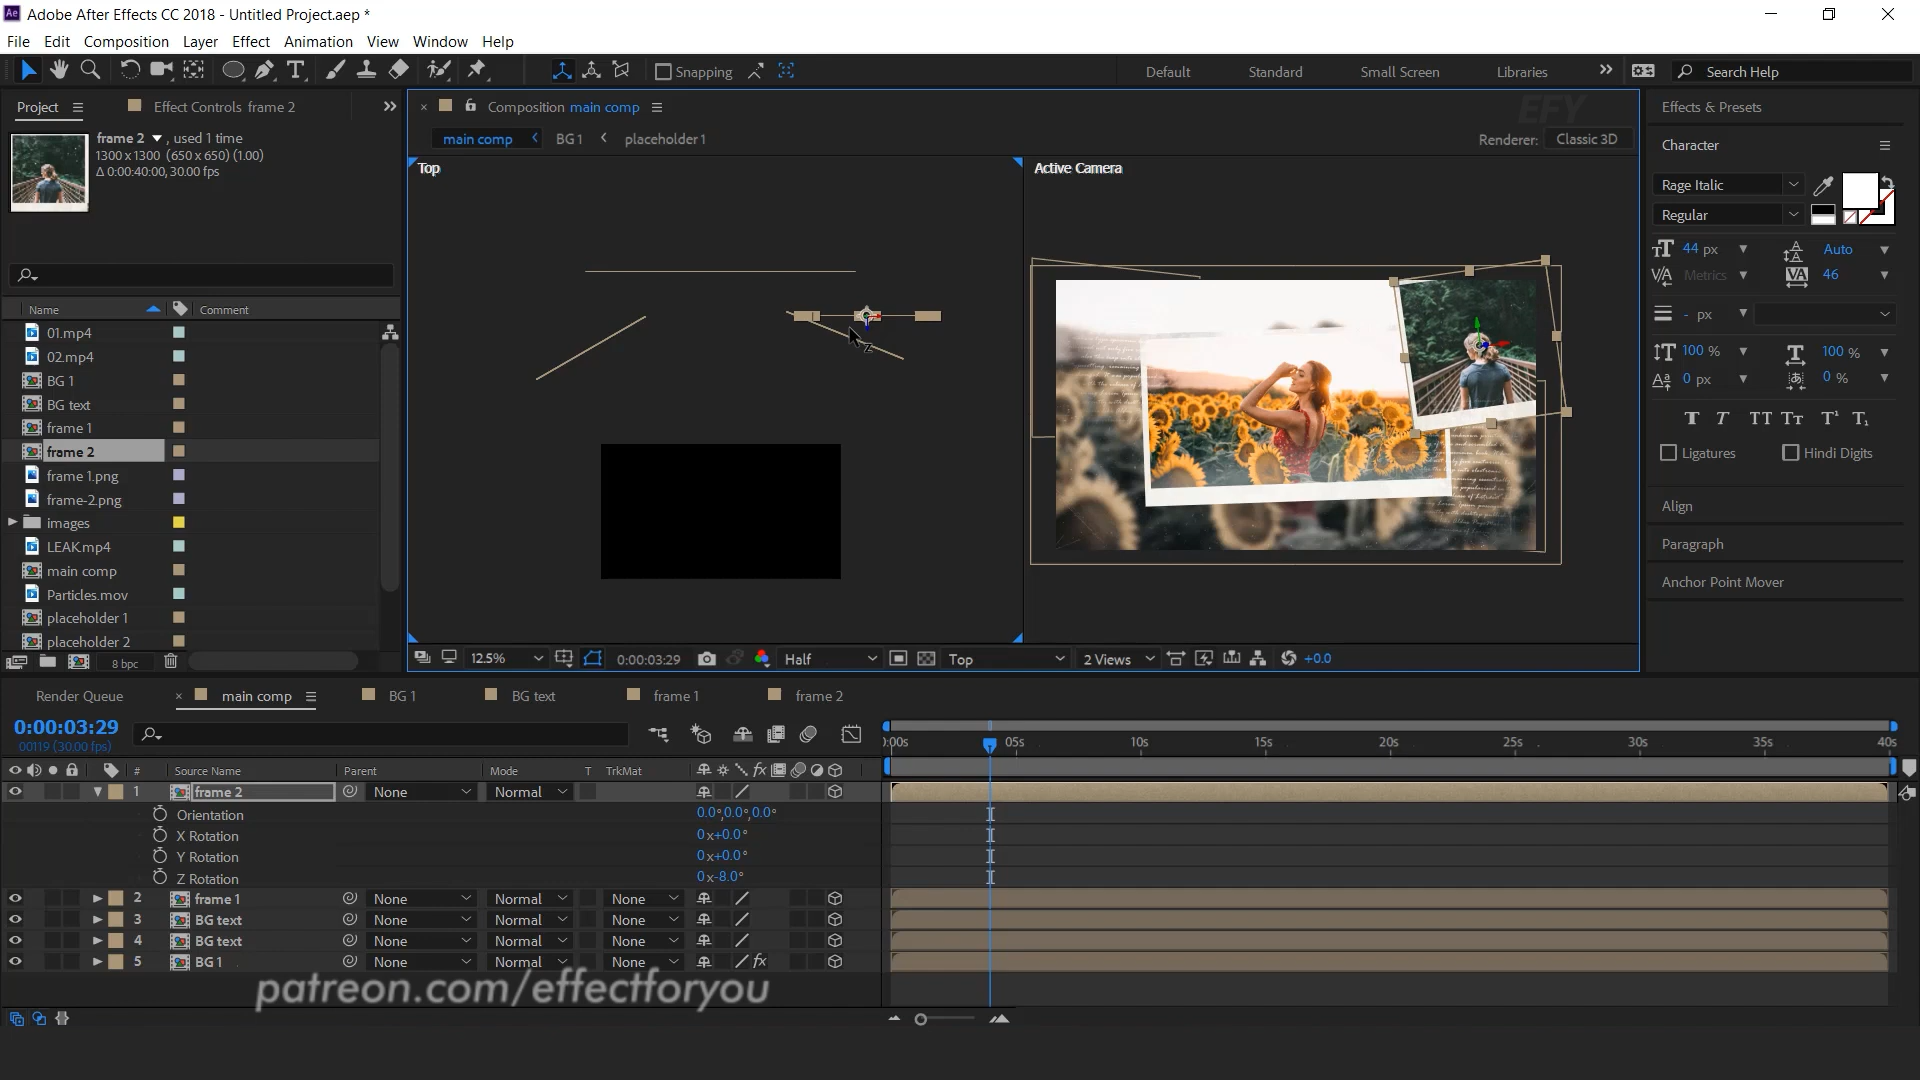 Adobe After Effects CC 2018 - Untitled Project.aep *
File Edit Composition Layer Effect Animation View Window Help
Snapping Default Standard Small Screen Libraries Search Help
Project Effect Controls frame 2
frame 2 , used 1 time
1300 x 1300 (650 x 650) (1.00)
Δ 0:00:40:00, 30.00 fps
Name Comment
01.mp4
02.mp4
BG 1
BG text
frame 1
frame 2
frame 1.png
frame-2.png
images
LEAK.mp4
main comp
Particles.mov
placeholder 1
placeholder 2
8 bpc
Composition main comp
EFY
main comp BG 1 placeholder 1
Renderer: Classic 3D
Top
Active Camera
12.5% 0:00:03:29 Half Top 2 Views +0.0
Effects & Presets
Character
Rage Italic
Regular
44 px Auto
Metrics 46
- px
100 % 100 %
0 px 0 %
Ligatures Hindi Digits
Align
Paragraph
Anchor Point Mover
Render Queue main comp BG 1 BG text frame 1 frame 2
0:00:03:29
00119 (30.00 fps)
):00s 05s 10s 15s 20s 25s 30s 35s 40s
# Source Name Parent Mode T TrkMat
1 frame 2 None Normal
Orientation 0.0°,0.0°,0.0°
X Rotation 0 x+0.0°
Y Rotation 0 x+0.0°
Z Rotation 0 x-8.0°
2 frame 1 None Normal None
3 BG text None Normal None
4 BG text None Normal None
5 BG 1 None Normal None
patreon.com/effectforyou